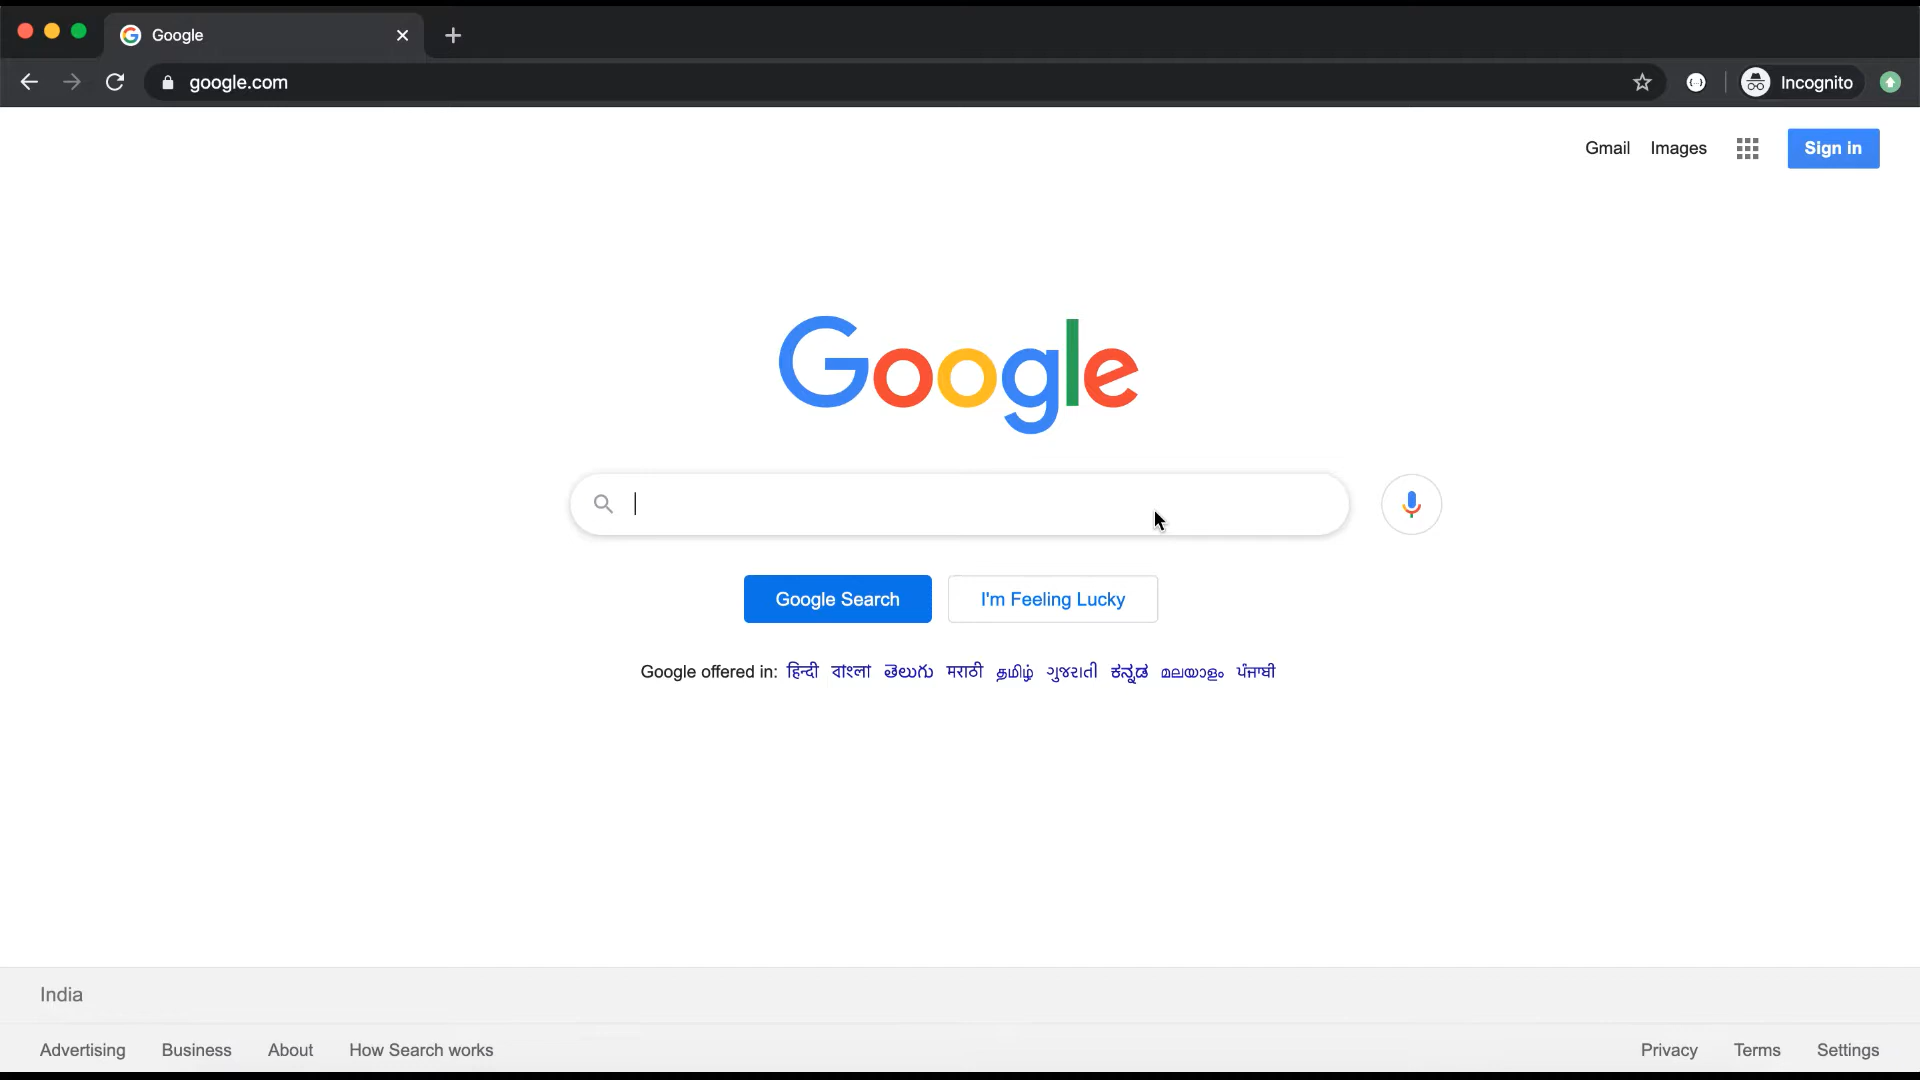 Google
google.com
Incognito
Gmail Images
Sign in
Google
Google Search
I'm Feeling Lucky
Google offered in: हिन्दी বাংলা తెలుగు मराठी தமிழ் ગુજરાતી ಕನ್ನಡ മലയാളം ਪੰਜਾਬੀ
India
Advertising Business About How Search works
Privacy Terms Settings